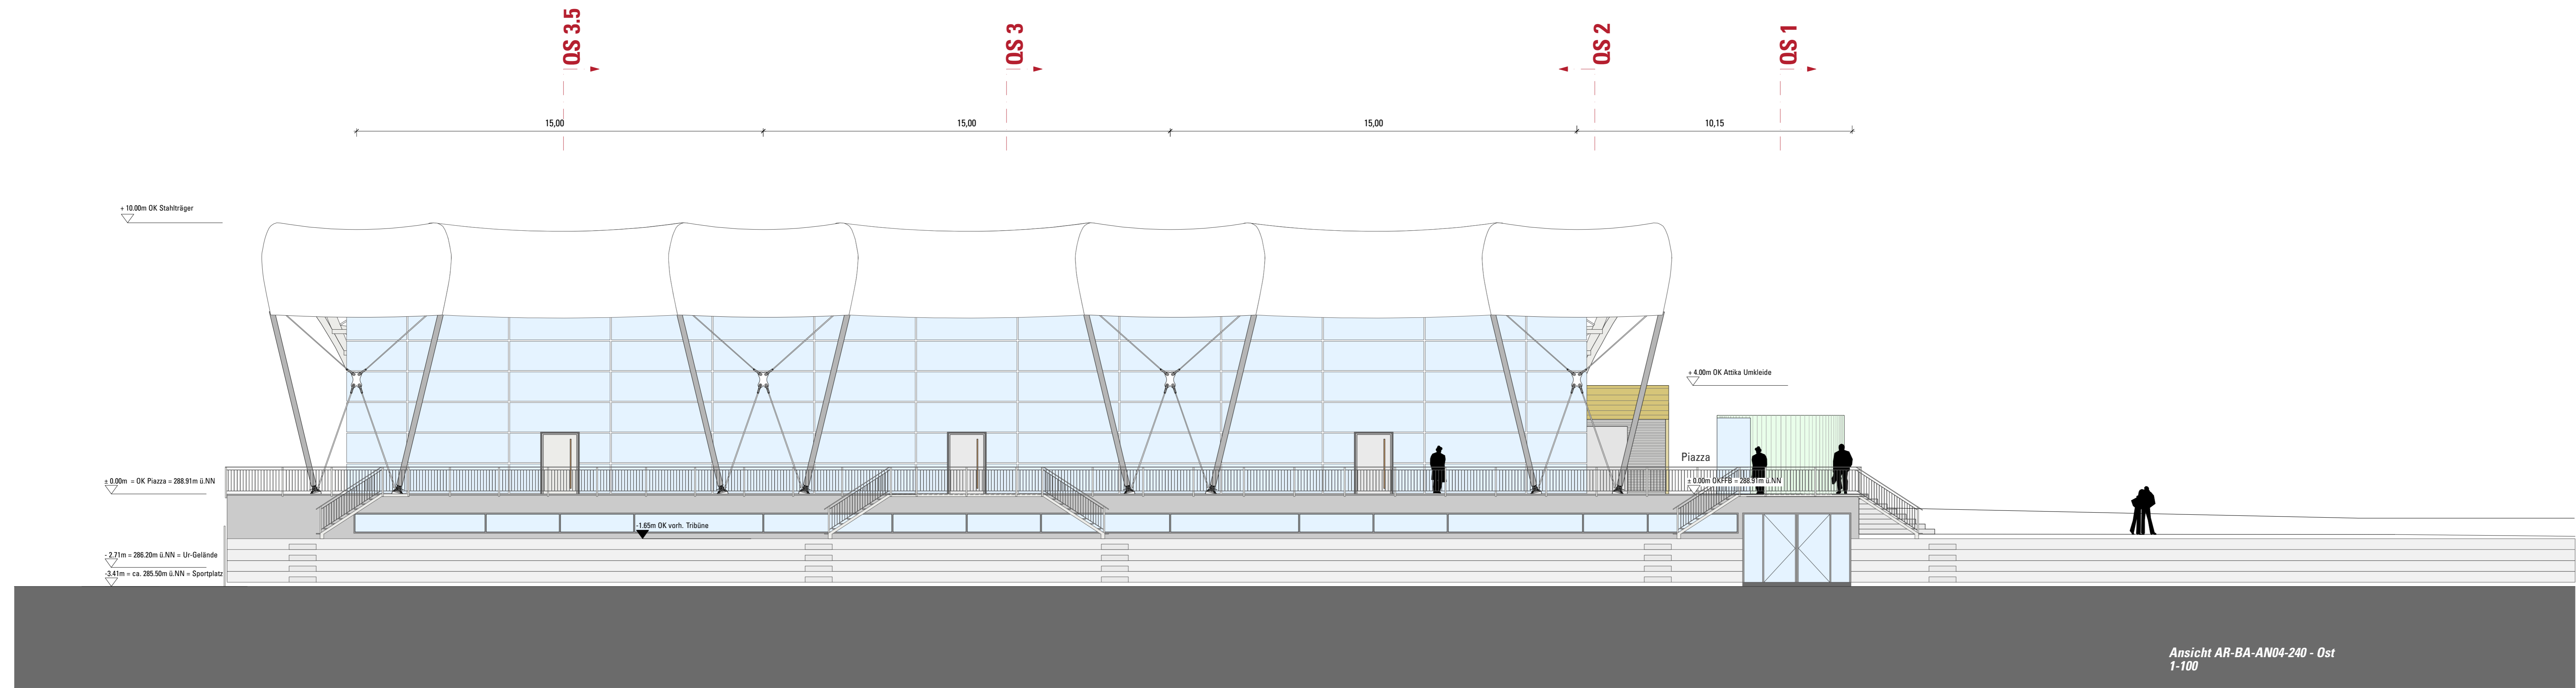 QS 3.5
QS 3
QS 2
QS 1
15,00
15,00
15,00
10,15
+ 10.00m OK Stahlträger
+ 4.00m OK Attika Umkleide
Piazza
± 0.00m = OK Piazza = 288.91m ü.NN
± 0.00m OKFFB = 288.91m ü.NN
-1.65m OK vorh. Tribüne
- 2.71m = 286.20m ü.NN = Ur-Gelände
-3.41m = ca. 285.50m ü.NN = Sportplatz
Ansicht AR-BA-AN04-240 - Ost
1-100